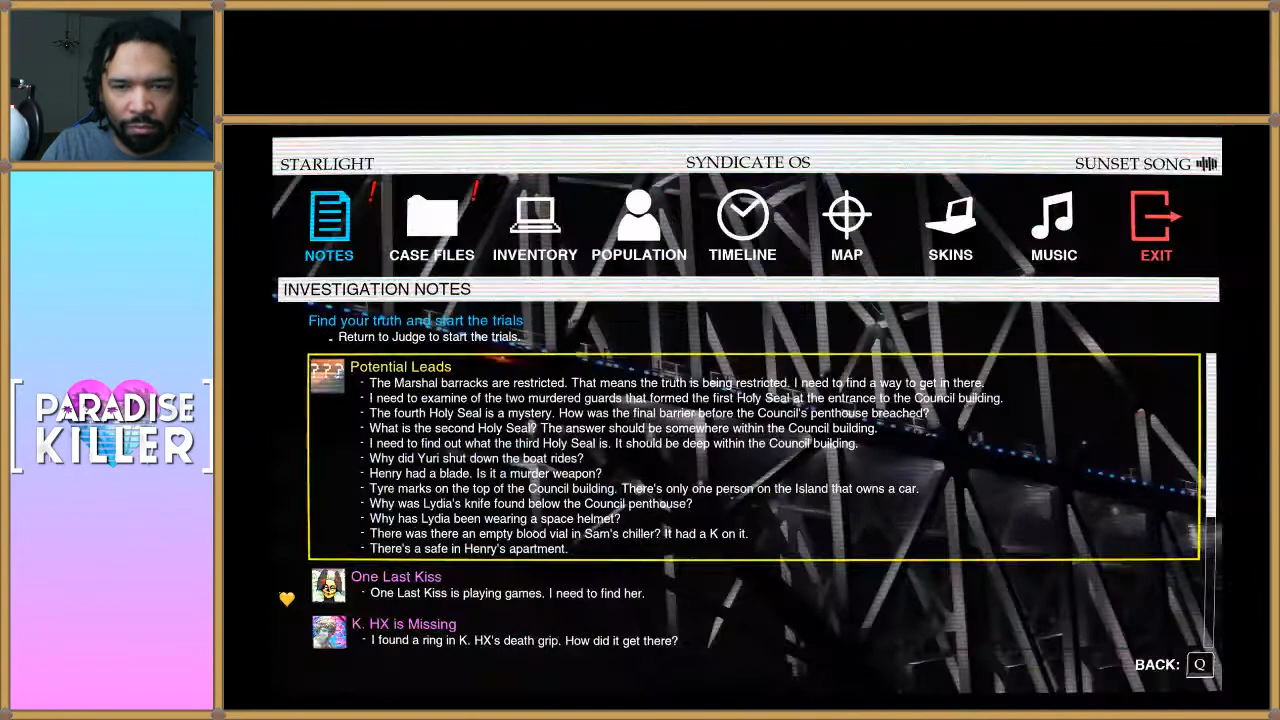 STARLIGHT
SYNDICATE OS
SUNSET SONG
!
!
NOTES
CASE FILES
INVENTORY
POPULATION
TIMELINE
MAP
SKINS
MUSIC
EXIT
INVESTIGATION NOTES
Find your truth and start the trials
- Return to Judge to start the trials.
???
Potential Leads
- The Marshal barracks are restricted. That means the truth is being restricted. I need to find a way to get in there.
- I need to examine of the two murdered guards that formed the first Holy Seal at the entrance to the Council building.
- The fourth Holy Seal is a mystery. How was the final barrier before the Council's penthouse breached?
- What is the second Holy Seal? The answer should be somewhere within the Council building.
- I need to find out what the third Holy Seal is. It should be deep within the Council building.
- Why did Yuri shut down the boat rides?
- Henry had a blade. Is it a murder weapon?
- Tyre marks on the top of the Council building. There's only one person on the Island that owns a car.
- Why was Lydia's knife found below the Council penthouse?
- Why has Lydia been wearing a space helmet?
- There was there an empty blood vial in Sam's chiller? It had a K on it.
- There's a safe in Henry's apartment.
One Last Kiss
- One Last Kiss is playing games. I need to find her.
K. HX is Missing
- I found a ring in K. HX's death grip. How did it get there?
BACK: Q
[ PARADISE
KILLER ]